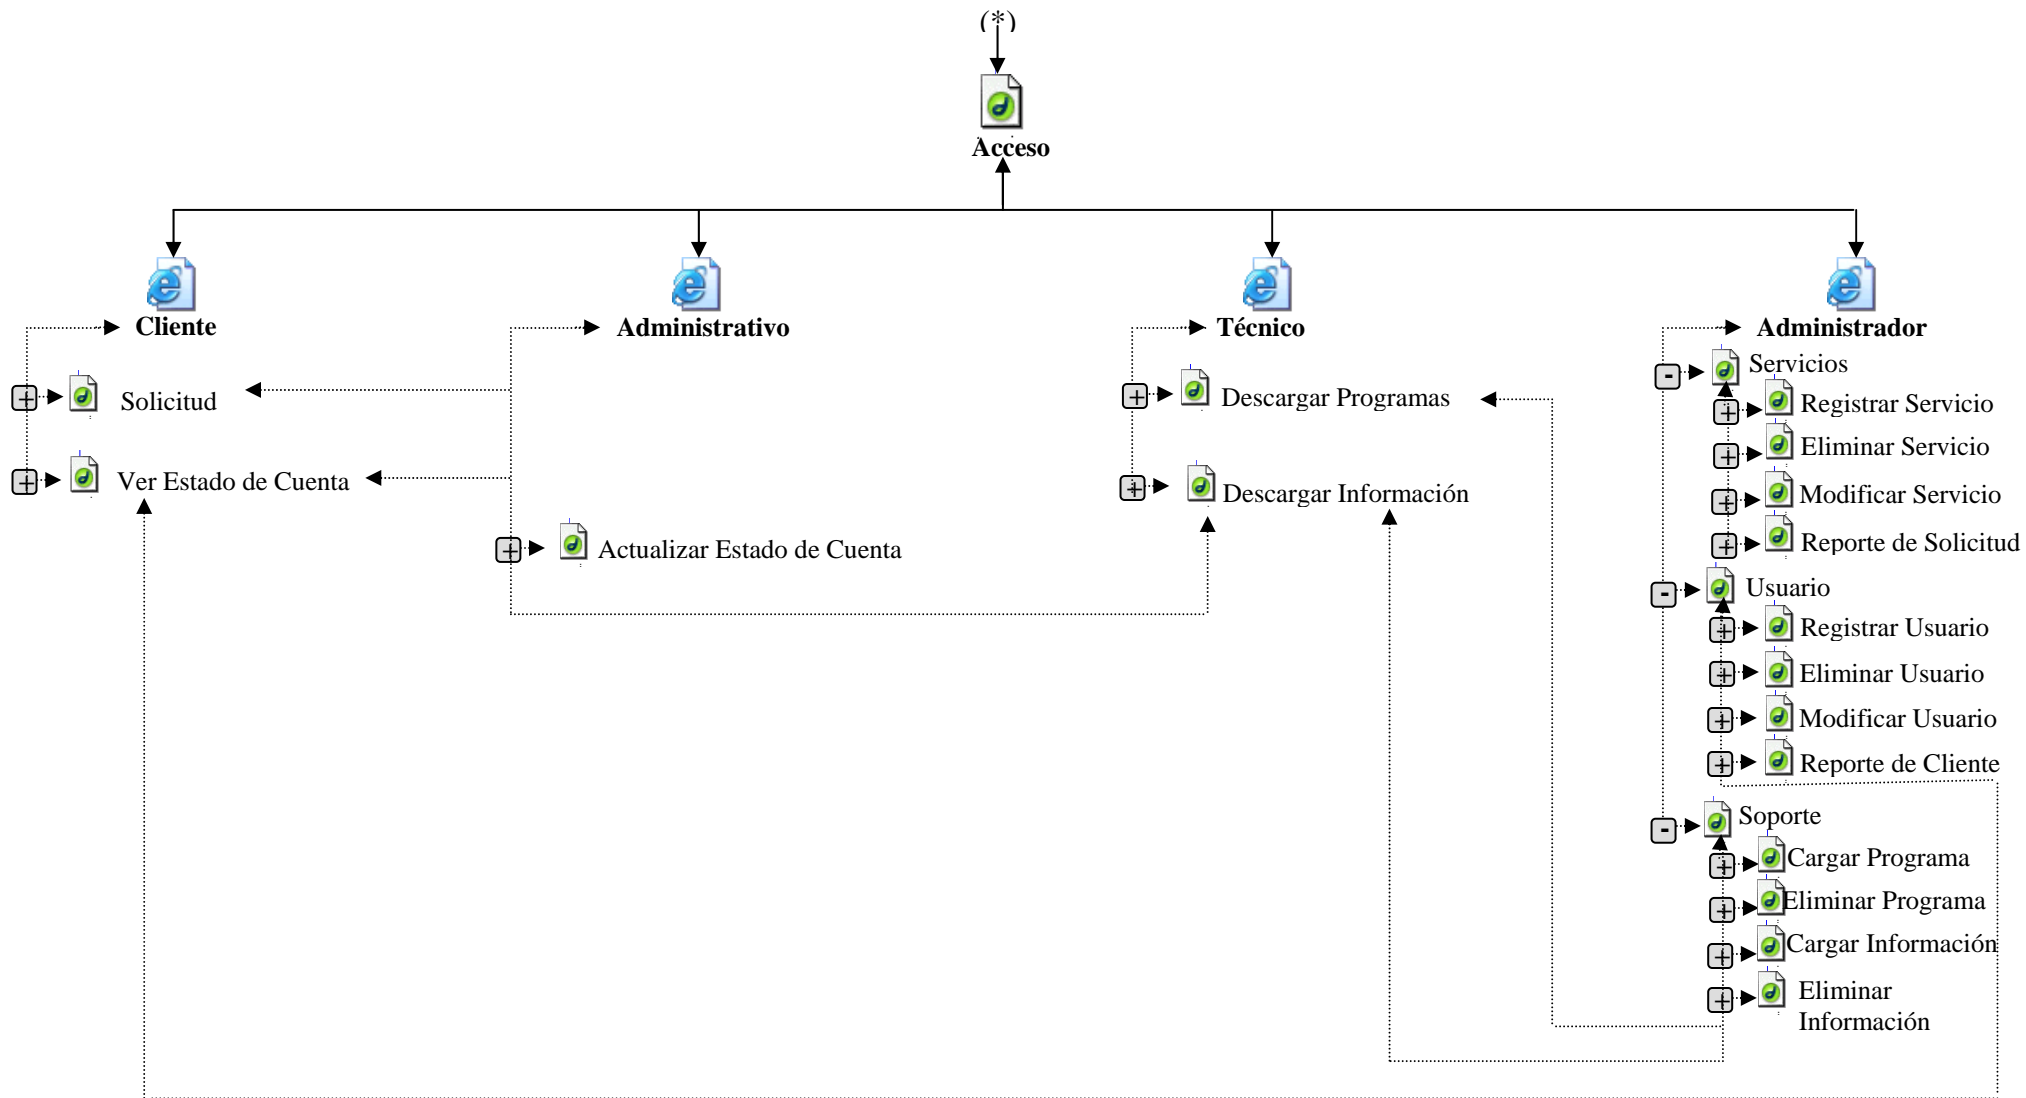 (*)
Acceso
Cliente
Solicitud
Ver Estado de Cuenta
Administrativo
Actualizar Estado de Cuenta
Técnico
Descargar Programas
Descargar Información
Administrador
Servicios
Registrar Servicio
Eliminar Servicio
Modificar Servicio
Reporte de Solicitud
Usuario
Registrar Usuario
Eliminar Usuario
Modificar Usuario
Reporte de Cliente
Soporte
Cargar Programa
Eliminar Programa
Cargar Información
Eliminar
Información